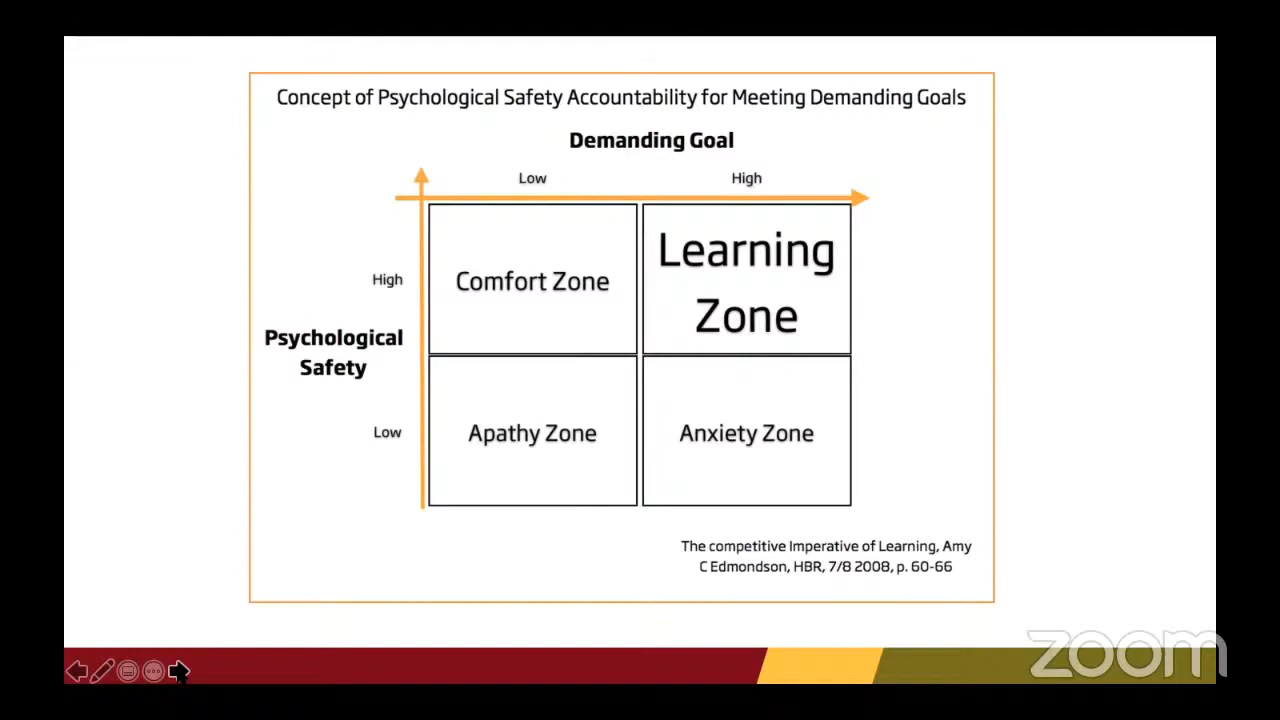 Concept of Psychological Safety Accountability for Meeting Demanding Goals
Demanding Goal
Low
High
High
Comfort Zone
Learning
Zone
Psychological
Safety
Low
Apathy Zone
Anxiety Zone
The competitive Imperative of Learning, Amy
C Edmondson, HBR, 7/8 2008, p. 60-66
zoom